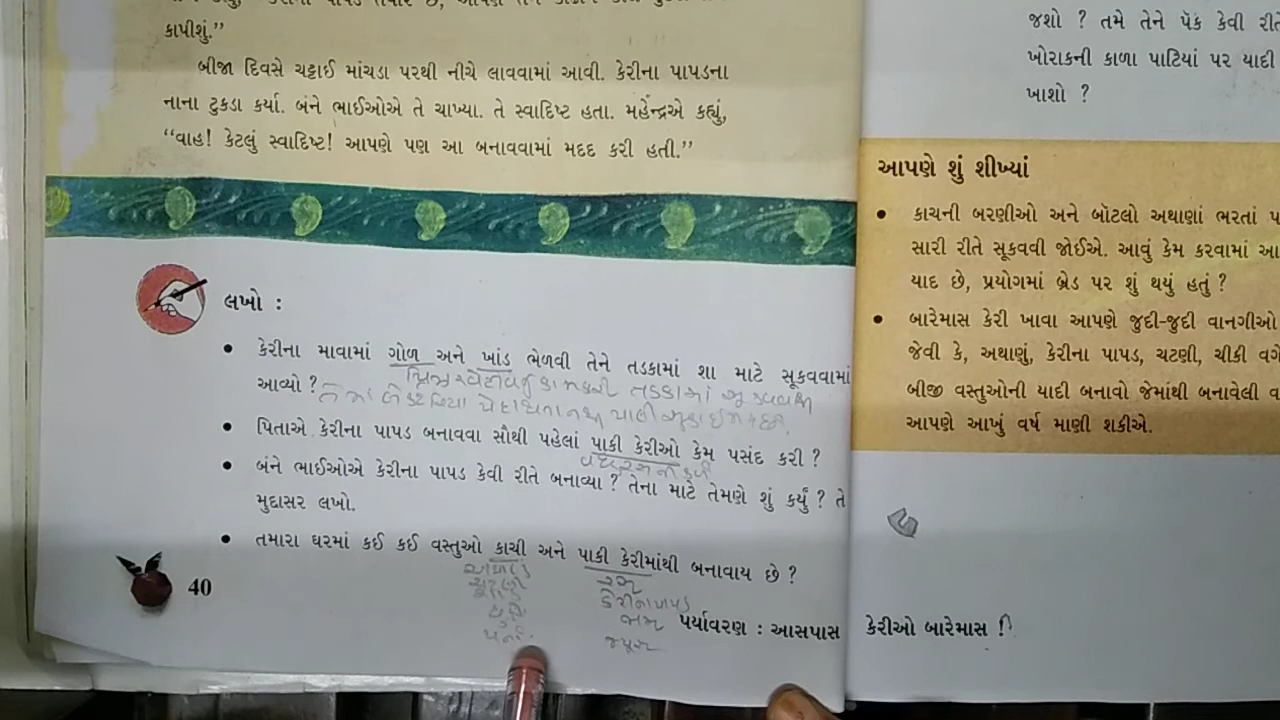 કાપીશું.”
બીજા દિવસે ચટ્ટાઈ માંચડા પરથી નીચે લાવવામાં આવી. કેરીના પાપડના
નાના ટુકડા કર્યા. બંને ભાઈઓએ તે ચાખ્યા. તે સ્વાદિષ્ટ હતા. મહેન્દ્રએ કહ્યું,
“વાહ! કેટલું સ્વાદિષ્ટ! આપણે પણ આ બનાવવામાં મદદ કરી હતી.”
લખો :
• કેરીના માવામાં ગોળ અને ખાંડ ભેળવી તેને તડકામાં શા માટે સૂકવવામાં
આવ્યો ?
તડકામાં
• પિતાએ કેરીના પાપડ બનાવવા સૌથી પહેલાં પાકી કેરીઓ કેમ પસંદ કરી ?
• બંને ભાઈઓએ કેરીના પાપડ કેવી રીતે બનાવ્યા ? તેના માટે તેમણે શું કર્યું ? તે
મુદ્દાસર લખો.
• તમારા ઘરમાં કઈ કઈ વસ્તુઓ કાચી અને પાકી કેરીમાંથી બનાવાય છે ?
ચટણી
રસ
કેરીના પાપડ
જામ
જ્યુસ
40
પર્યાવરણ : આસપાસ
જશો ? તમે તેને પૅક કેવી
ખોરાકની કાળા પાટિયાં પર યાદી
ખાશો ?
આપણે શું શીખ્યાં
• કાચની બરણીઓ અને બૉટલો અથાણાં ભરતાં
સારી રીતે સૂકવવી જોઈએ. આવું કેમ કરવામાં
યાદ છે, પ્રયોગમાં બ્રેડ પર શું થયું હતું ?
• બારેમાસ કેરી ખાવા આપણે જુદી-જુદી વાનગીઓ
જેવી કે, અથાણું, કેરીના પાપડ, ચટણી, ચીકી
બીજી વસ્તુઓની યાદી બનાવો જેમાંથી બનાવેલી
આપણે આખું વર્ષ માણી શકીએ.
કેરીઓ બારેમાસ !